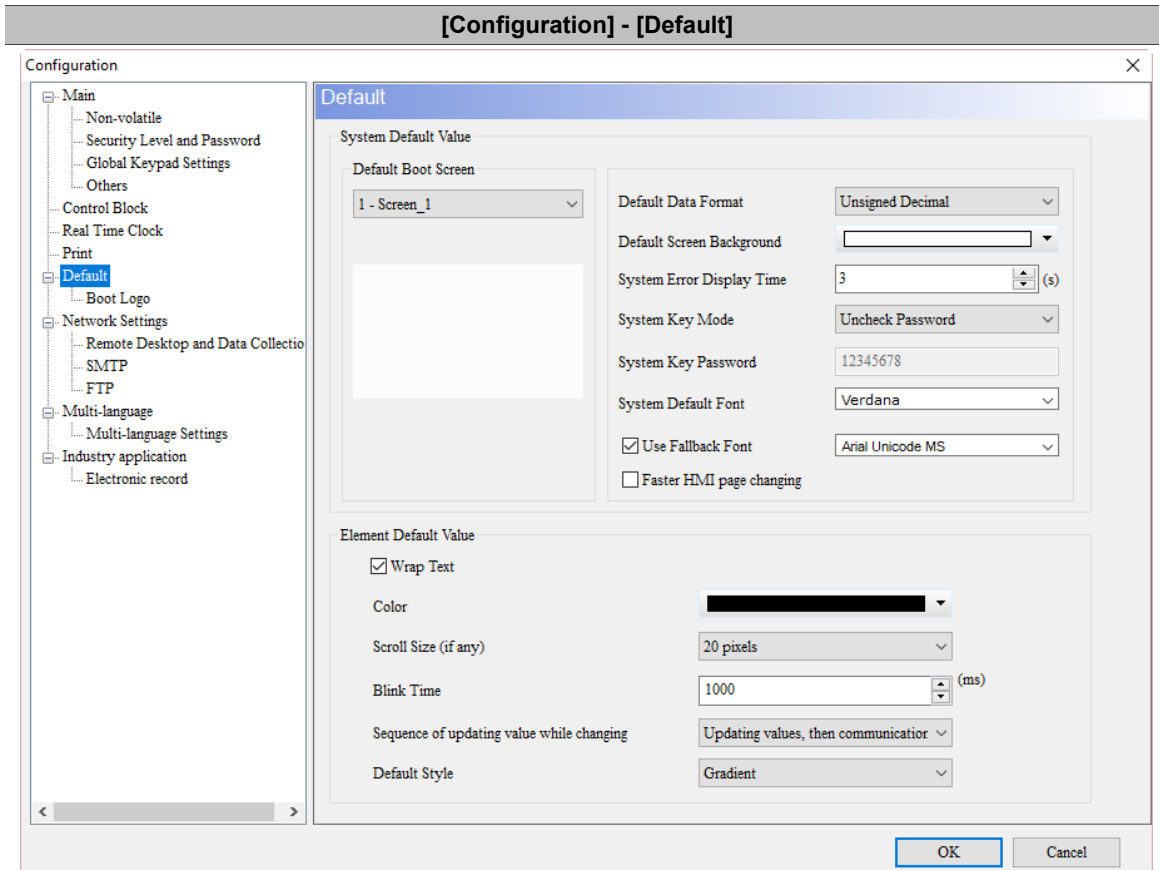 [Configuration] - [Default]
Configuration
Main
Non-volatile
Security Level and Password
Global Keypad Settings
Others
Control Block
Real Time Clock
Print
Default
Boot Logo
Network Settings
Remote Desktop and Data Collectio
SMTP
FTP
Multi-language
Multi-language Settings
Industry application
Electronic record
Default
System Default Value
Default Boot Screen
1 - Screen_1
Default Data Format Unsigned Decimal
Default Screen Background
System Error Display Time 3 (s)
System Key Mode Uncheck Password
System Key Password 12345678
System Default Font Verdana
Use Fallback Font Arial Unicode MS
Faster HMI page changing
Element Default Value
Wrap Text
Color
Scroll Size (if any) 20 pixels
Blink Time 1000 (ms)
Sequence of updating value while changing Updating values, then communication
Default Style Gradient
OK Cancel